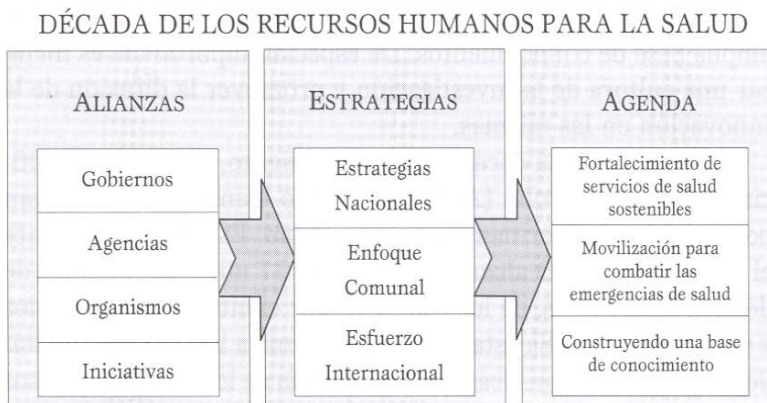 DÉCADA DE LOS RECURSOS HUMANOS PARA LA SALUD
ALIANZAS
Gobiernos
Agencias
Organismos
Iniciativas
ESTRATEGIAS
Estrategias
Nacionales
Enfoque
Comunal
Esfuerzo
Internacional
AGENDA
Fortalecimiento de
servicios de salud
sostenibles
Movilización para
combatir las
emergencias de salud
Construyendo una base
de conocimiento